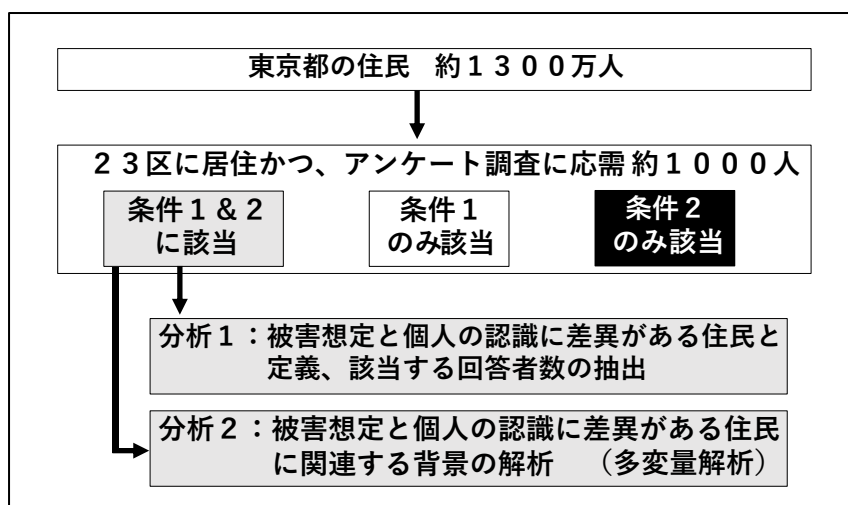 東京都の住民　約１３００万人
２３区に居住かつ、アンケート調査に応需 約１０００人
条件１＆２
に該当
条件１
のみ該当
条件２
のみ該当
分析１：被害想定と個人の認識に差異がある住民と
定義、該当する回答者数の抽出
分析２：被害想定と個人の認識に差異がある住民
に関連する背景の解析　（多変量解析）